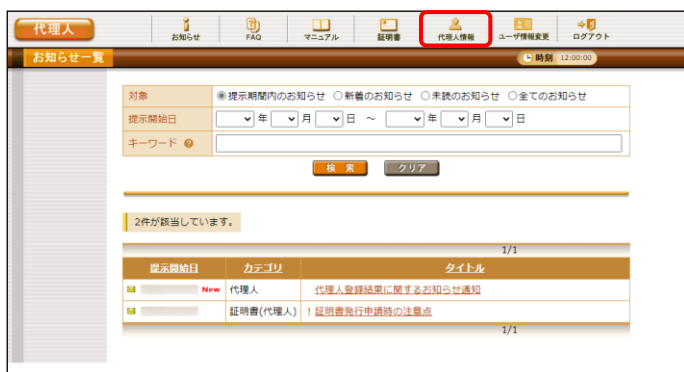 代理人
お知らせ
FAQ
マニュアル
証明書
代理人情報
ユーザ情報変更
ログアウト
お知らせ一覧
時刻 12:00:00
対象 提示期間内のお知らせ 新着のお知らせ 未読のお知らせ 全てのお知らせ
提示開始日 年 月 日 ～ 年 月 日
キーワード ?
検索 クリア
2件が該当しています。
1/1
提示開始日 カテゴリ タイトル
New 代理人 代理人登録結果に関するお知らせ通知
証明書(代理人) ! 証明書発行申請時の注意点
1/1